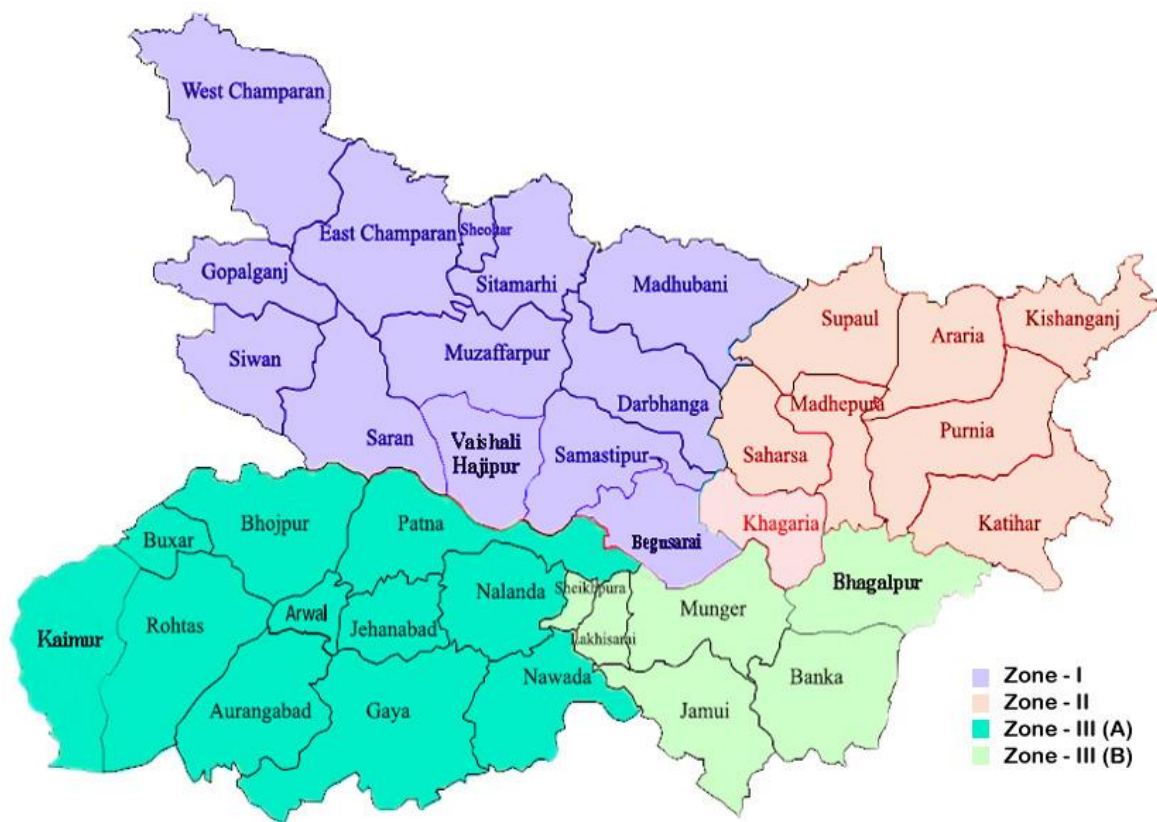 West Champaran
East Champaran
Sheohar
Gopalganj
Sitamarhi
Madhubani
Supaul
Araria
Kishanganj
Siwan
Muzaffarpur
Darbhanga
Madhepura
Purnia
Saran
Vaishali
Hajipur
Samastipur
Saharsa
Khagaria
Katihar
Begusarai
Bhojpur
Patna
Buxar
Nalanda
Sheikhpura
Munger
Bhagalpur
Kaimur
Rohtas
Arwal
Jehanabad
Lakhisarai
Nawada
Banka
Aurangabad
Gaya
Jamui
Zone - I
Zone - II
Zone - III (A)
Zone - III (B)